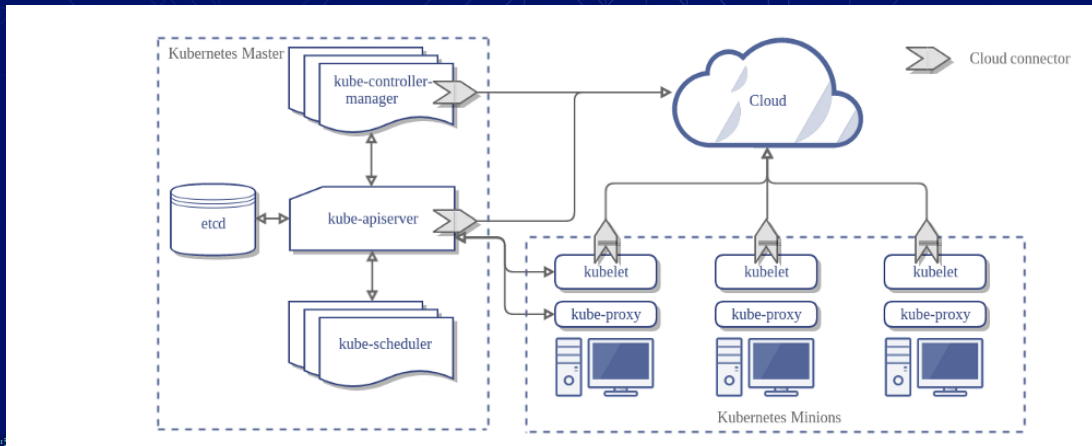 Kubernetes Master
kube-controller-
manager
Cloud
Cloud connector
etcd
kube-apiserver
kube-scheduler
kubelet
kubelet
kubelet
kube-proxy
kube-proxy
kube-proxy
Kubernetes Minions